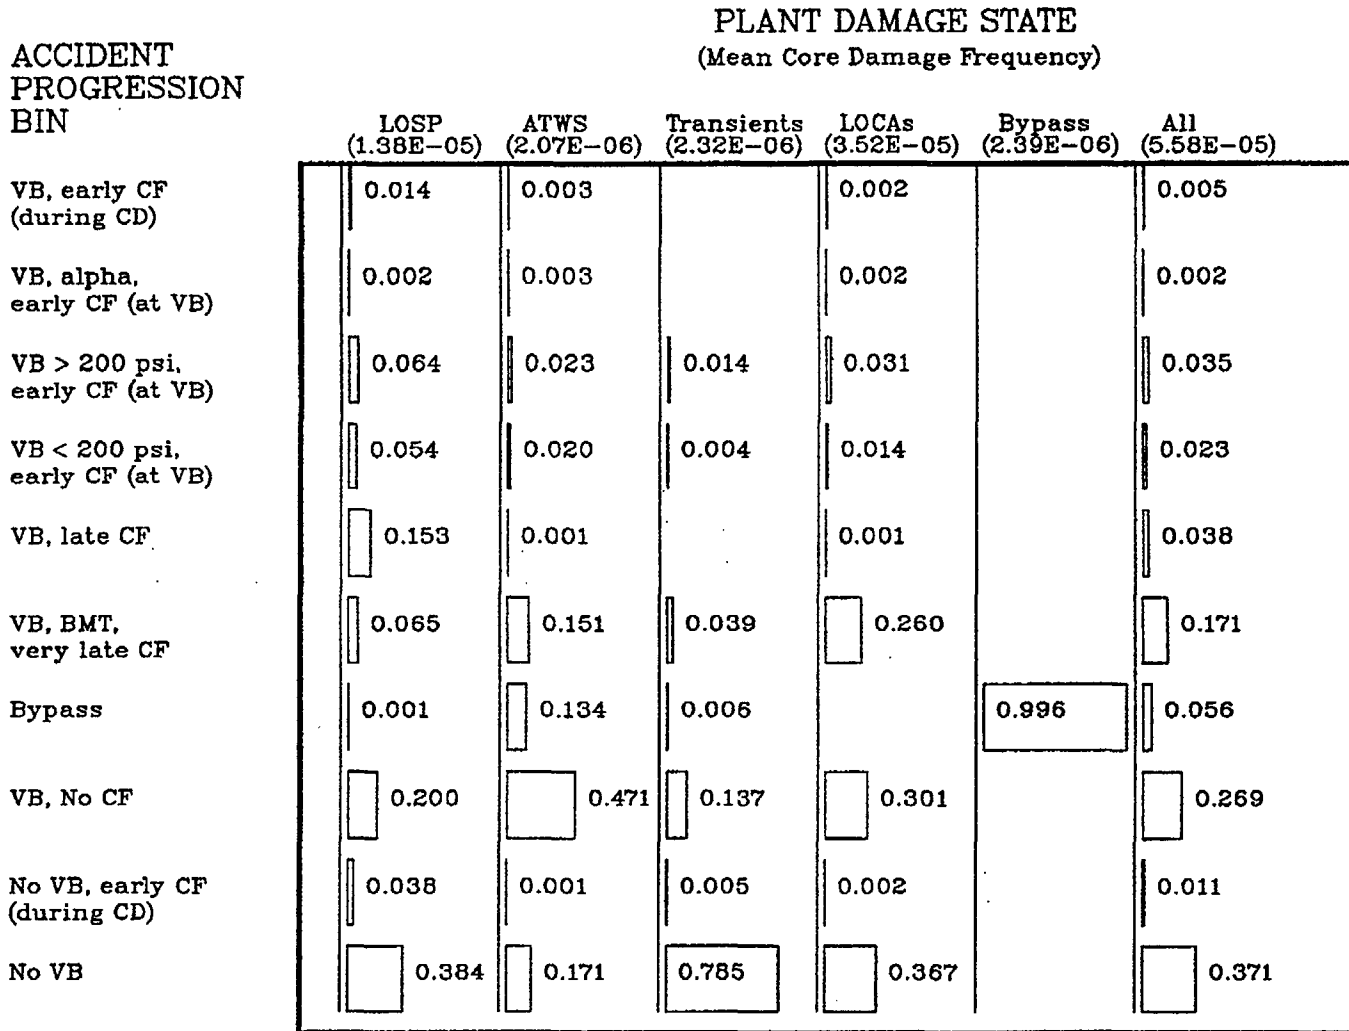 PLANT DAMAGE STATE
(Mean Core Damage Frequency)
ACCIDENT
PROGRESSION
BIN
LOSP ATWS Transients LOCAs Bypass All
(1.38E−05) (2.07E−06) (2.32E−06) (3.52E−05) (2.39E−06) (5.58E−05)
VB, early CF 0.014 0.003 0.002 0.005
(during CD)
VB, alpha, 0.002 0.003 0.002 0.002
early CF (at VB)
VB > 200 psi, 0.064 0.023 0.014 0.031 0.035
early CF (at VB)
VB < 200 psi, 0.054 0.020 0.004 0.014 0.023
early CF (at VB)
VB, late CF 0.153 0.001 0.001 0.038
VB, BMT, 0.065 0.151 0.039 0.260 0.171
very late CF
Bypass 0.001 0.134 0.006 0.996 0.056
VB, No CF 0.200 0.471 0.137 0.301 0.269
No VB, early CF 0.038 0.001 0.005 0.002 0.011
(during CD)
No VB 0.384 0.171 0.785 0.367 0.371